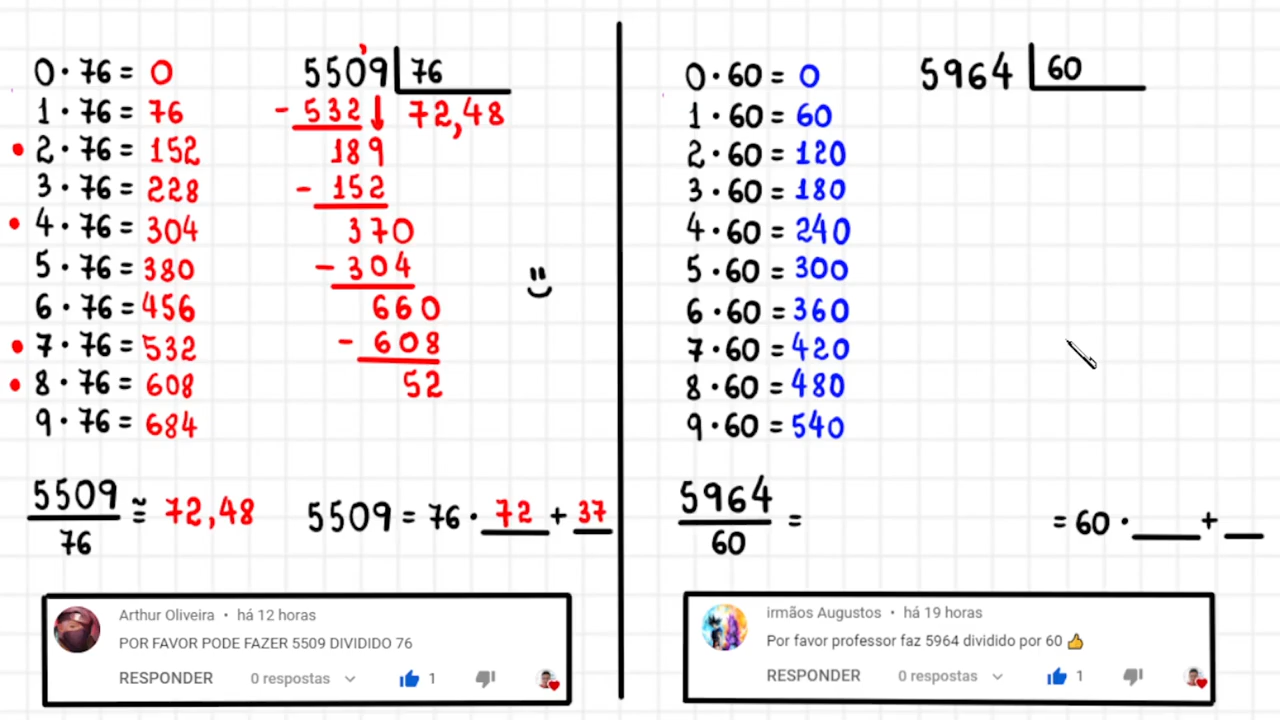 0 · 76 = 0
1 · 76 = 76
2 · 76 = 152
3 · 76 = 228
4 · 76 = 304
5 · 76 = 380
6 · 76 = 456
7 · 76 = 532
8 · 76 = 608
9 · 76 = 684
550'9 76
- 532 72,48
189
- 152
370
- 304
660
- 608
52
5509
76
≅ 72,48
5509 = 76 · 72 + 37
Arthur Oliveira • há 12 horas
POR FAVOR PODE FAZER 5509 DIVIDIDO 76
RESPONDER 0 respostas 1
0 · 60 = 0
1 · 60 = 60
2 · 60 = 120
3 · 60 = 180
4 · 60 = 240
5 · 60 = 300
6 · 60 = 360
7 · 60 = 420
8 · 60 = 480
9 · 60 = 540
5964 60
5964
60
=
= 60 · ___ + __
irmãos Augustos • há 19 horas
Por favor professor faz 5964 dividido por 60 👍
RESPONDER 0 respostas 1